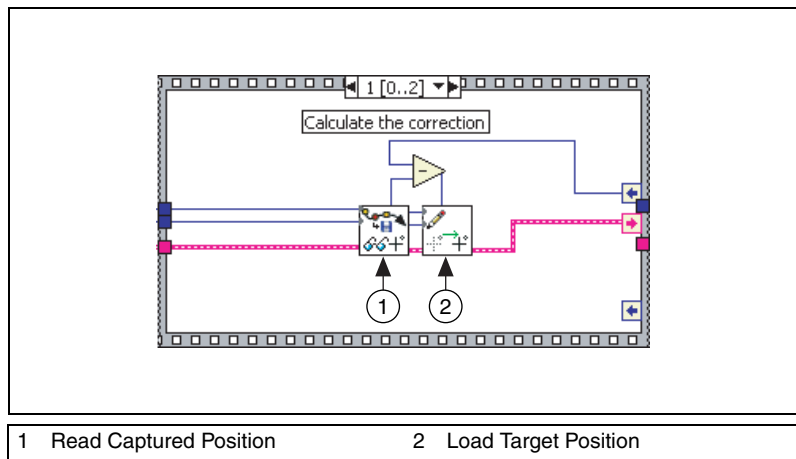 1 [0..2]
Calculate the correction
1
2
1 Read Captured Position 2 Load Target Position